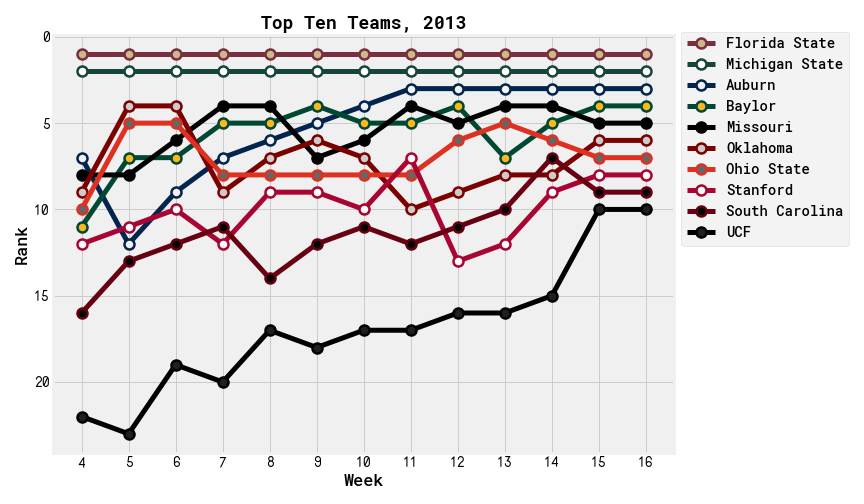 Top Ten Teams, 2013
0
5
10
15
20
Rank
4 5 6 7 8 9 10 11 12 13 14 15 16
Week
Florida State
Michigan State
Auburn
Baylor
Missouri
Oklahoma
Ohio State
Stanford
South Carolina
UCF